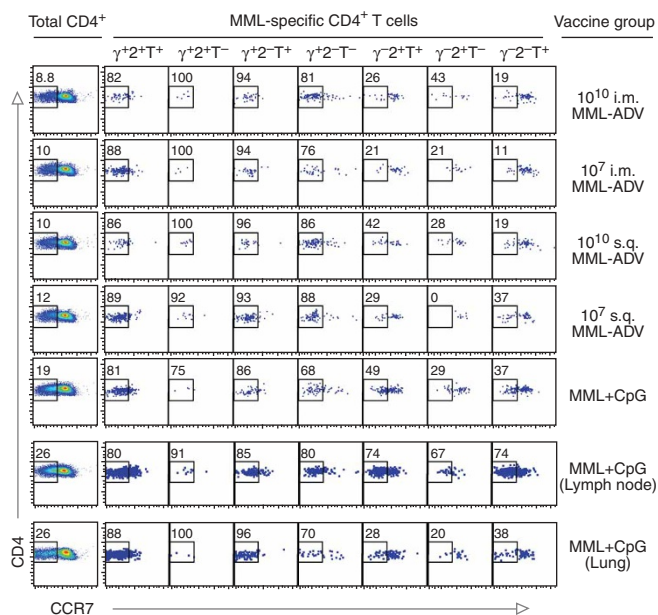 Total CD4+ MML-specific CD4+ T cells Vaccine group
γ+2+T+ γ+2+T− γ+2−T+ γ+2−T− γ−2+T+ γ−2+T− γ−2−T+
8.8 82 100 94 81 26 43 19
10^10 i.m.
MML-ADV
10 88 100 94 76 21 21 11
10^7 i.m.
MML-ADV
10 86 100 96 86 42 28 19
10^10 s.q.
MML-ADV
12 89 92 93 88 29 0 37
10^7 s.q.
MML-ADV
19 81 75 86 68 49 29 37
MML+CpG
26 80 91 85 80 74 67 74
MML+CpG
(Lymph node)
26 88 100 96 70 28 20 38
MML+CpG
(Lung)
CD4
CCR7